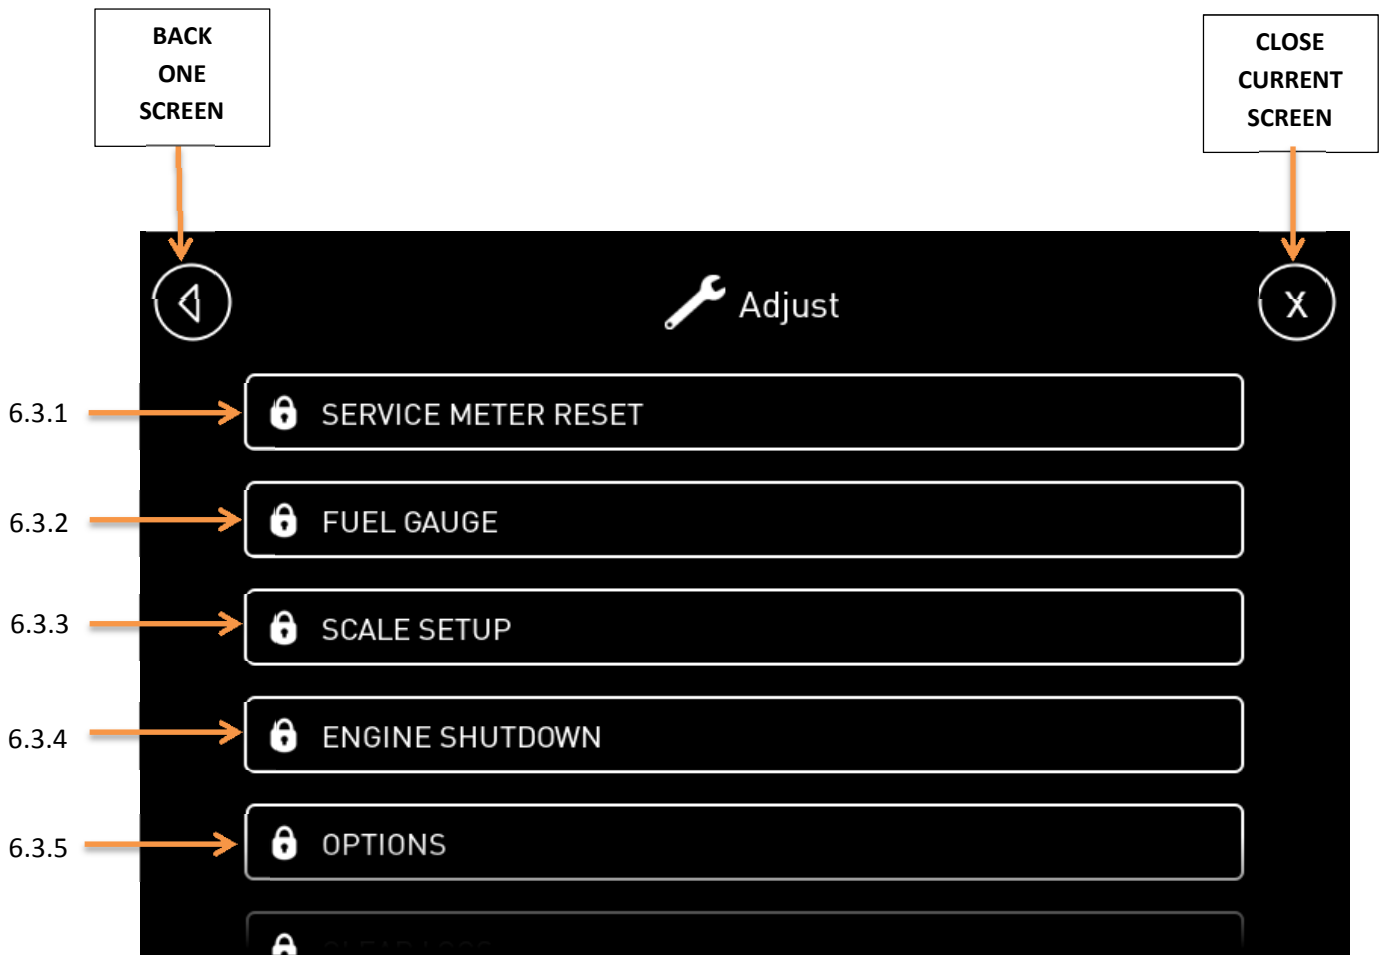 BACK
ONE
SCREEN
CLOSE
CURRENT
SCREEN
Adjust
X
6.3.1
SERVICE METER RESET
6.3.2
FUEL GAUGE
6.3.3
SCALE SETUP
6.3.4
ENGINE SHUTDOWN
6.3.5
OPTIONS